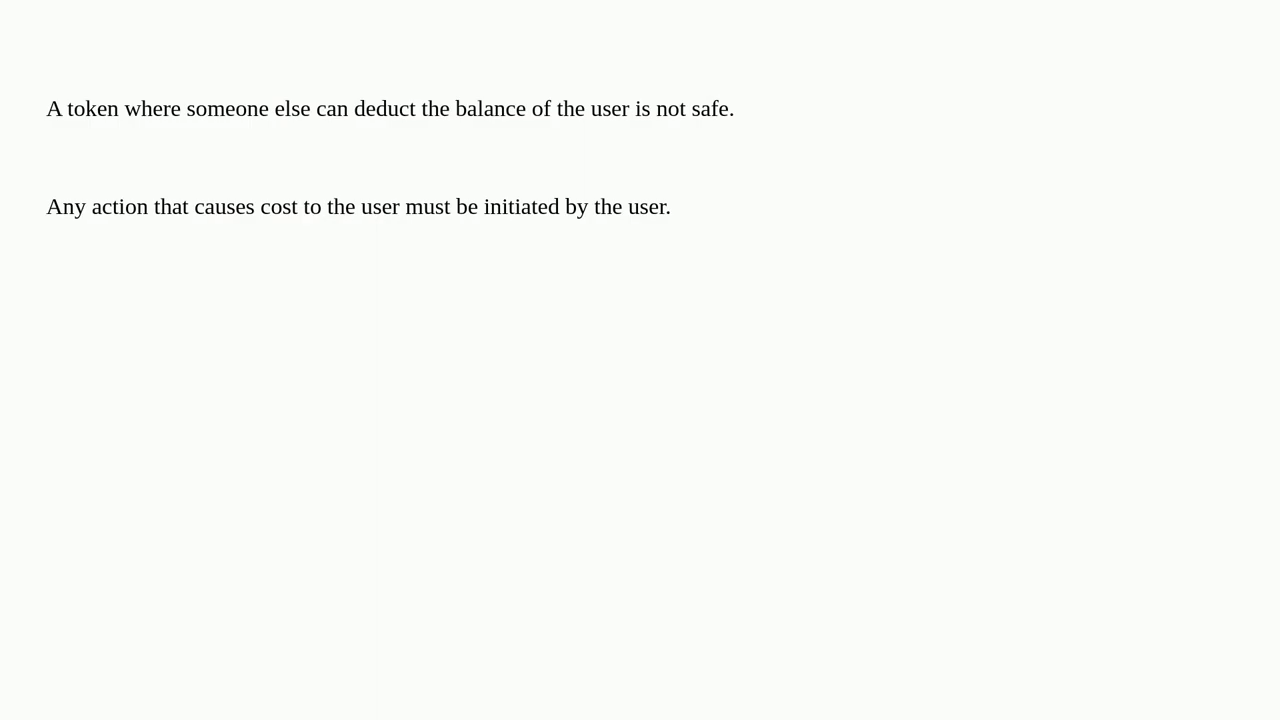 A token where someone else can deduct the balance of the user is not safe.
Any action that causes cost to the user must be initiated by the user.